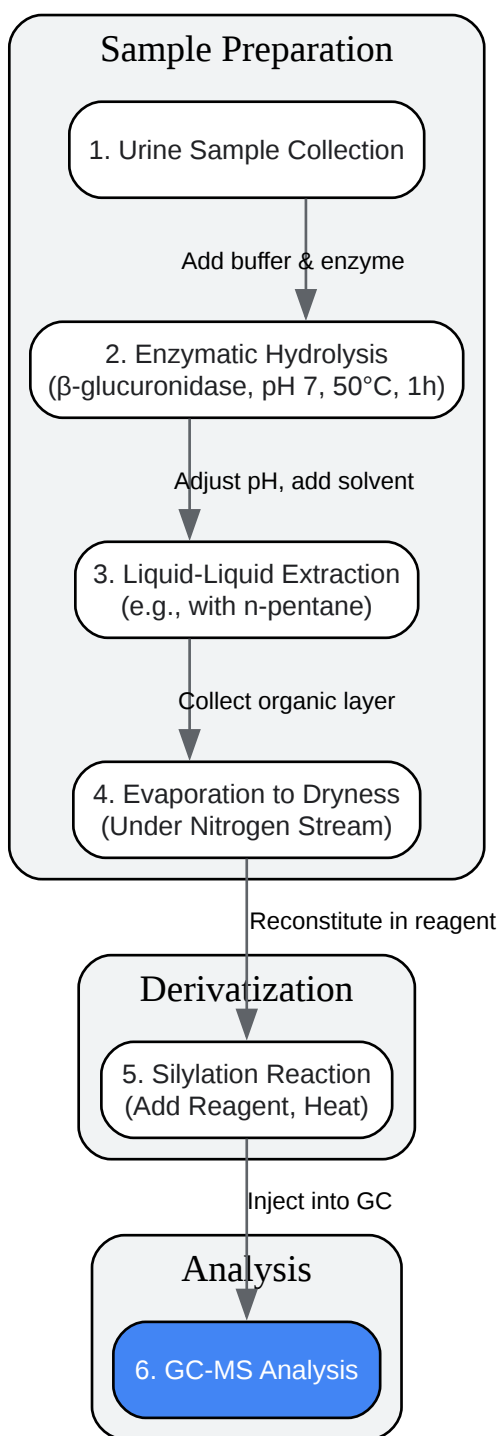 Sample Preparation
1. Urine Sample Collection
Add buffer & enzyme
2. Enzymatic Hydrolysis
(β-glucuronidase, pH 7, 50°C, 1h)
Adjust pH, add solvent
3. Liquid-Liquid Extraction
(e.g., with n-pentane)
Collect organic layer
4. Evaporation to Dryness
(Under Nitrogen Stream)
Reconstitute in reagent
Derivatization
5. Silylation Reaction
(Add Reagent, Heat)
Inject into GC
Analysis
6. GC-MS Analysis